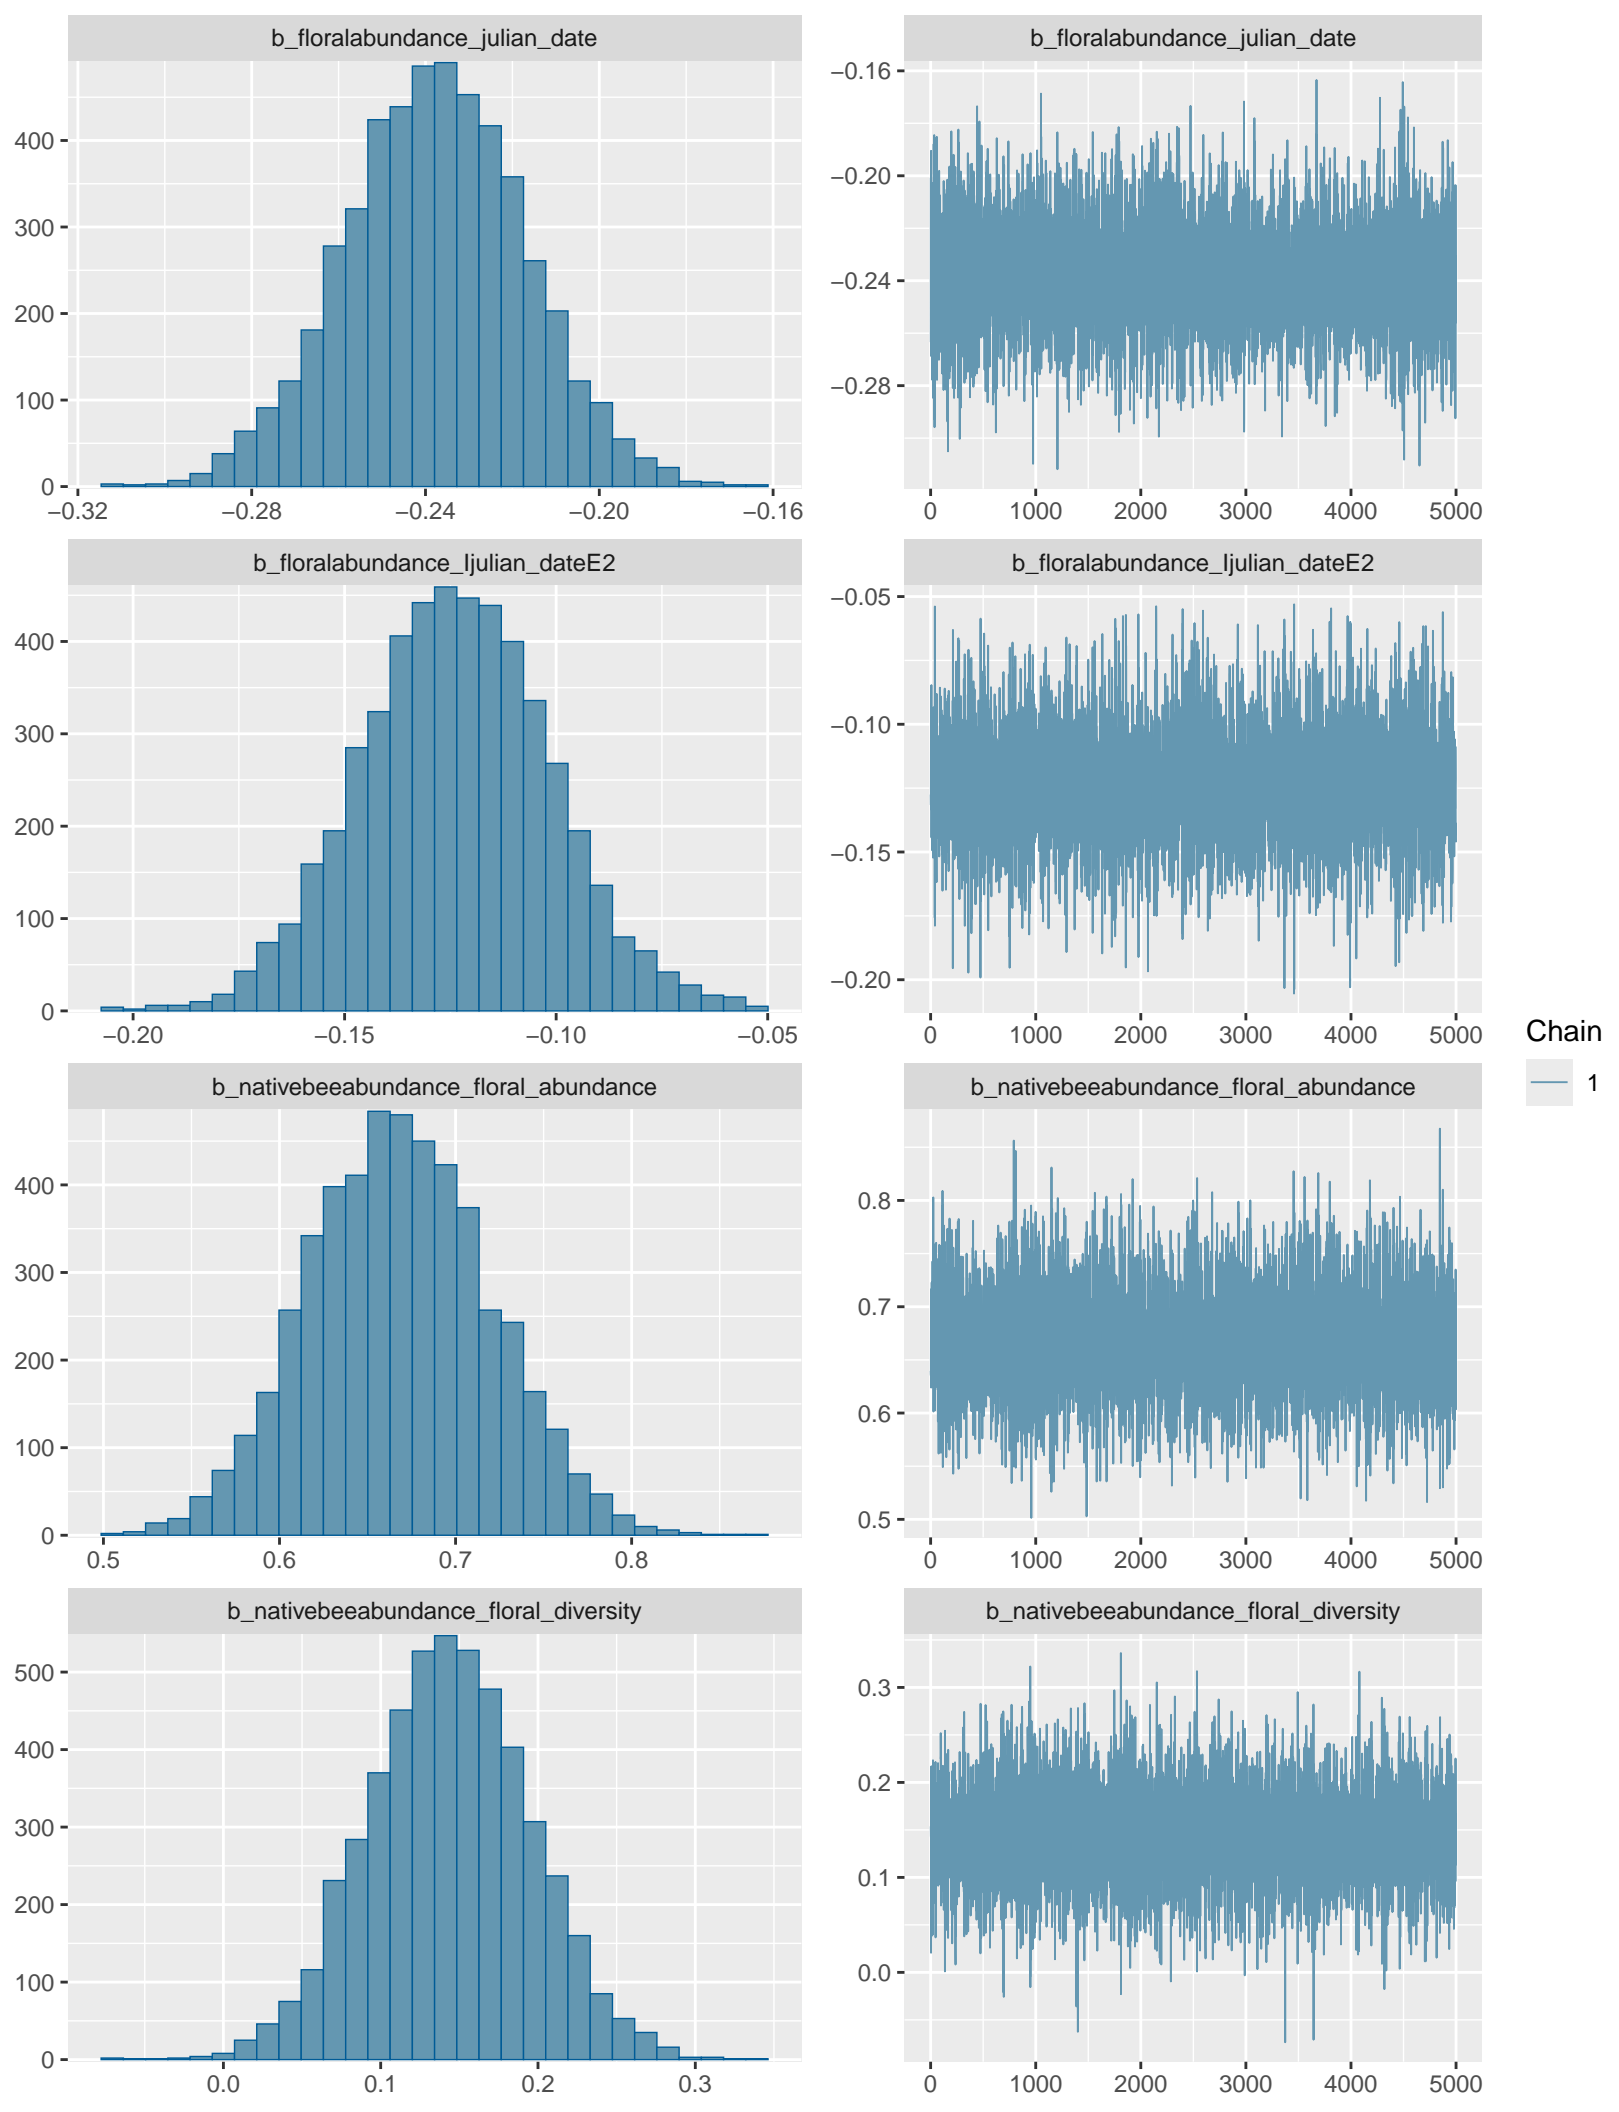 b_floralabundance_julian_date
400
300
200
100
0
−0.32 −0.28 −0.24 −0.20 −0.16
b_floralabundance_julian_date
−0.16
−0.20
−0.24
−0.28
0 1000 2000 3000 4000 5000
b_floralabundance_Ijulian_dateE2
400
300
200
100
0
−0.20 −0.15 −0.10 −0.05
b_floralabundance_Ijulian_dateE2
−0.05
−0.10
−0.15
−0.20
0 1000 2000 3000 4000 5000
b_nativebeeabundance_floral_abundance
400
300
200
100
0
0.5 0.6 0.7 0.8
b_nativebeeabundance_floral_abundance
0.8
0.7
0.6
0.5
0 1000 2000 3000 4000 5000
b_nativebeeabundance_floral_diversity
500
400
300
200
100
0
0.0 0.1 0.2 0.3
b_nativebeeabundance_floral_diversity
0.3
0.2
0.1
0.0
0 1000 2000 3000 4000 5000
Chain
1